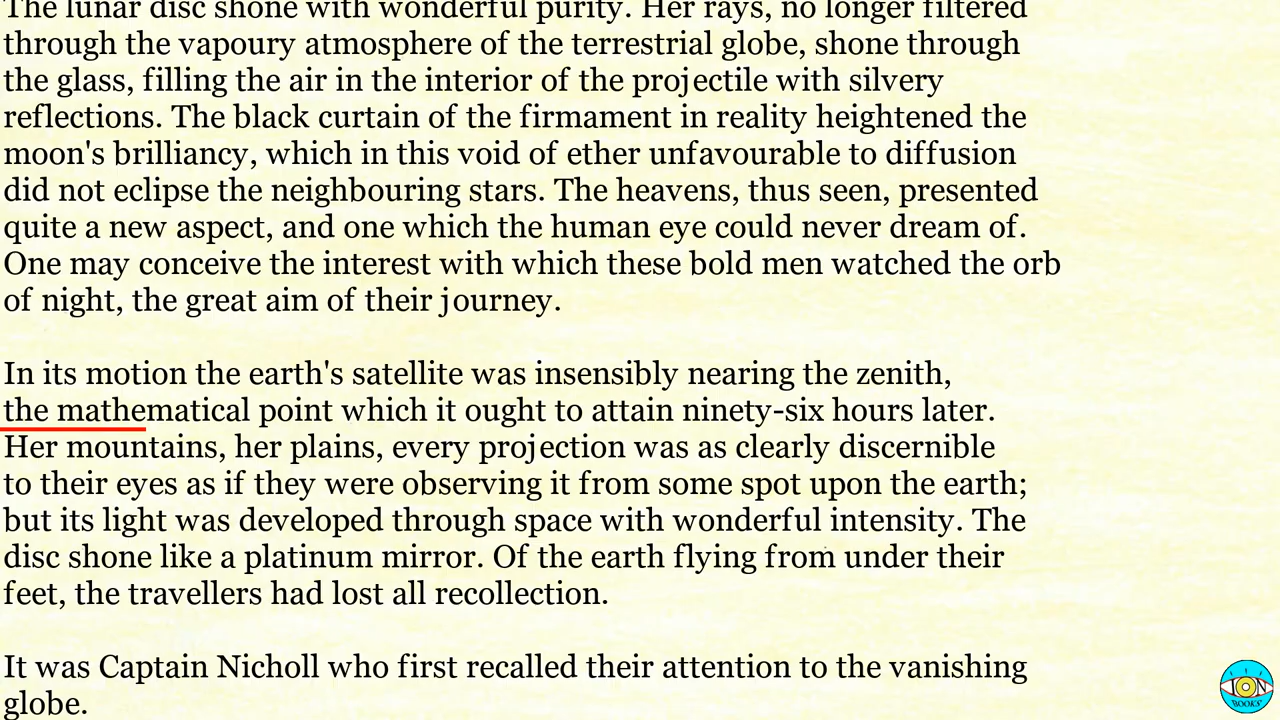 The lunar disc shone with wonderful purity. Her rays, no longer filtered
through the vapoury atmosphere of the terrestrial globe, shone through
the glass, filling the air in the interior of the projectile with silvery
reflections. The black curtain of the firmament in reality heightened the
moon's brilliancy, which in this void of ether unfavourable to diffusion
did not eclipse the neighbouring stars. The heavens, thus seen, presented
quite a new aspect, and one which the human eye could never dream of.
One may conceive the interest with which these bold men watched the orb
of night, the great aim of their journey.
In its motion the earth's satellite was insensibly nearing the zenith,
the mathematical point which it ought to attain ninety-six hours later.
Her mountains, her plains, every projection was as clearly discernible
to their eyes as if they were observing it from some spot upon the earth;
but its light was developed through space with wonderful intensity. The
disc shone like a platinum mirror. Of the earth flying from under their
feet, the travellers had lost all recollection.
It was Captain Nicholl who first recalled their attention to the vanishing
globe.
ION
BOOKS